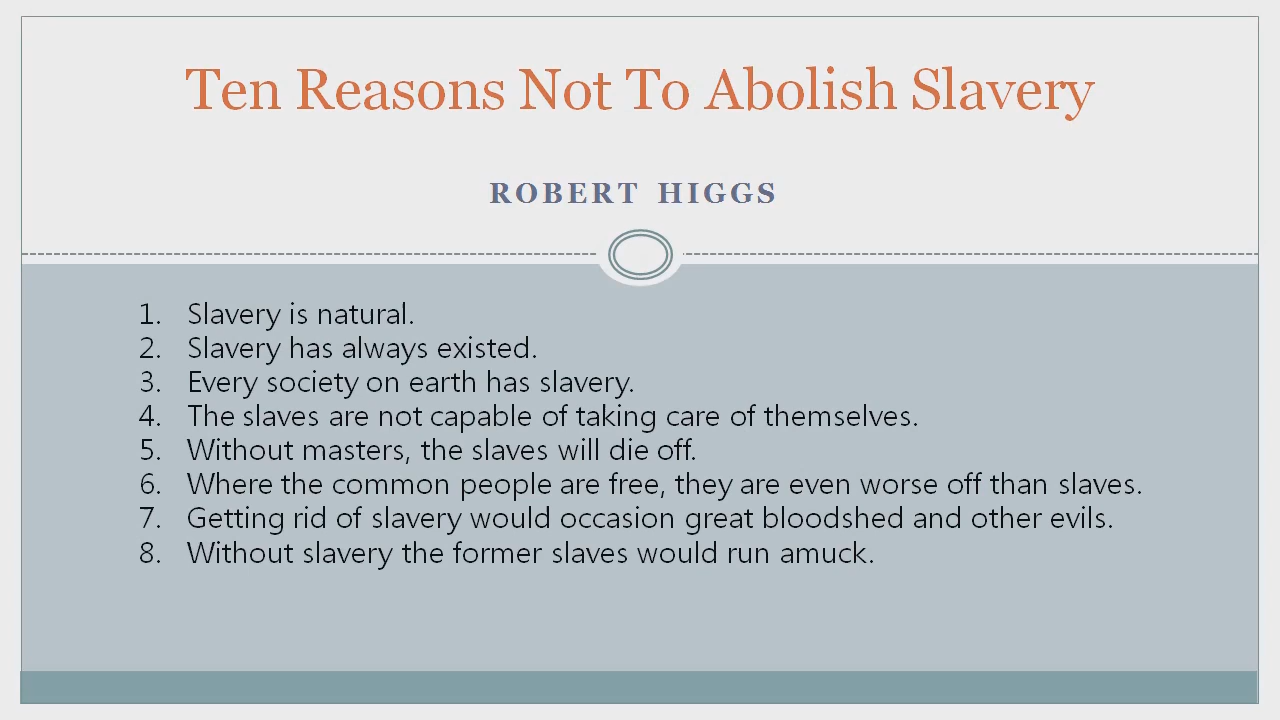 Ten Reasons Not To Abolish Slavery
ROBERT HIGGS
1. Slavery is natural.
2. Slavery has always existed.
3. Every society on earth has slavery.
4. The slaves are not capable of taking care of themselves.
5. Without masters, the slaves will die off.
6. Where the common people are free, they are even worse off than slaves.
7. Getting rid of slavery would occasion great bloodshed and other evils.
8. Without slavery the former slaves would run amuck.